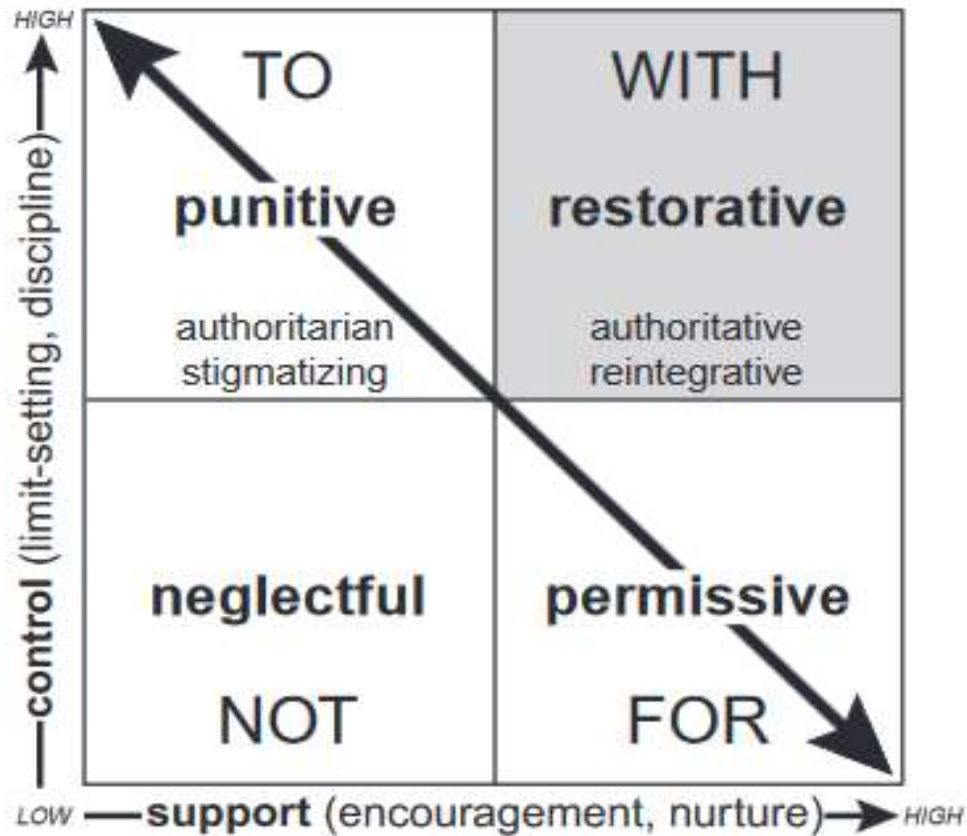 HIGH
control (limit-setting, discipline)
TO
punitive
authoritarian
stigmatizing
WITH
restorative
authoritative
reintegrative
neglectful
NOT
permissive
FOR
LOW
support (encouragement, nurture)
HIGH